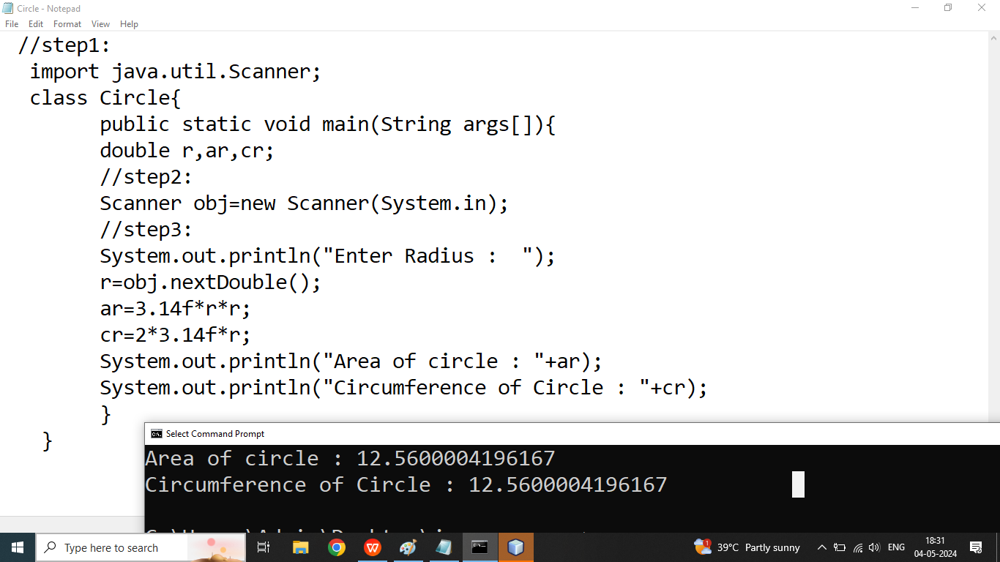 Circle - Notepad
File Edit Format View Help
//step1:
import java.util.Scanner;
class Circle{
public static void main(String args[]){
double r,ar,cr;
//step2:
Scanner obj=new Scanner(System.in);
//step3:
System.out.println("Enter Radius :  ");
r=obj.nextDouble();
ar=3.14f*r*r;
cr=2*3.14f*r;
System.out.println("Area of circle : "+ar);
System.out.println("Circumference of Circle : "+cr);
}
}
Select Command Prompt
Area of circle : 12.5600004196167
Circumference of Circle : 12.5600004196167
Type here to search
1
39°C Partly sunny
ENG
18:31
04-05-2024